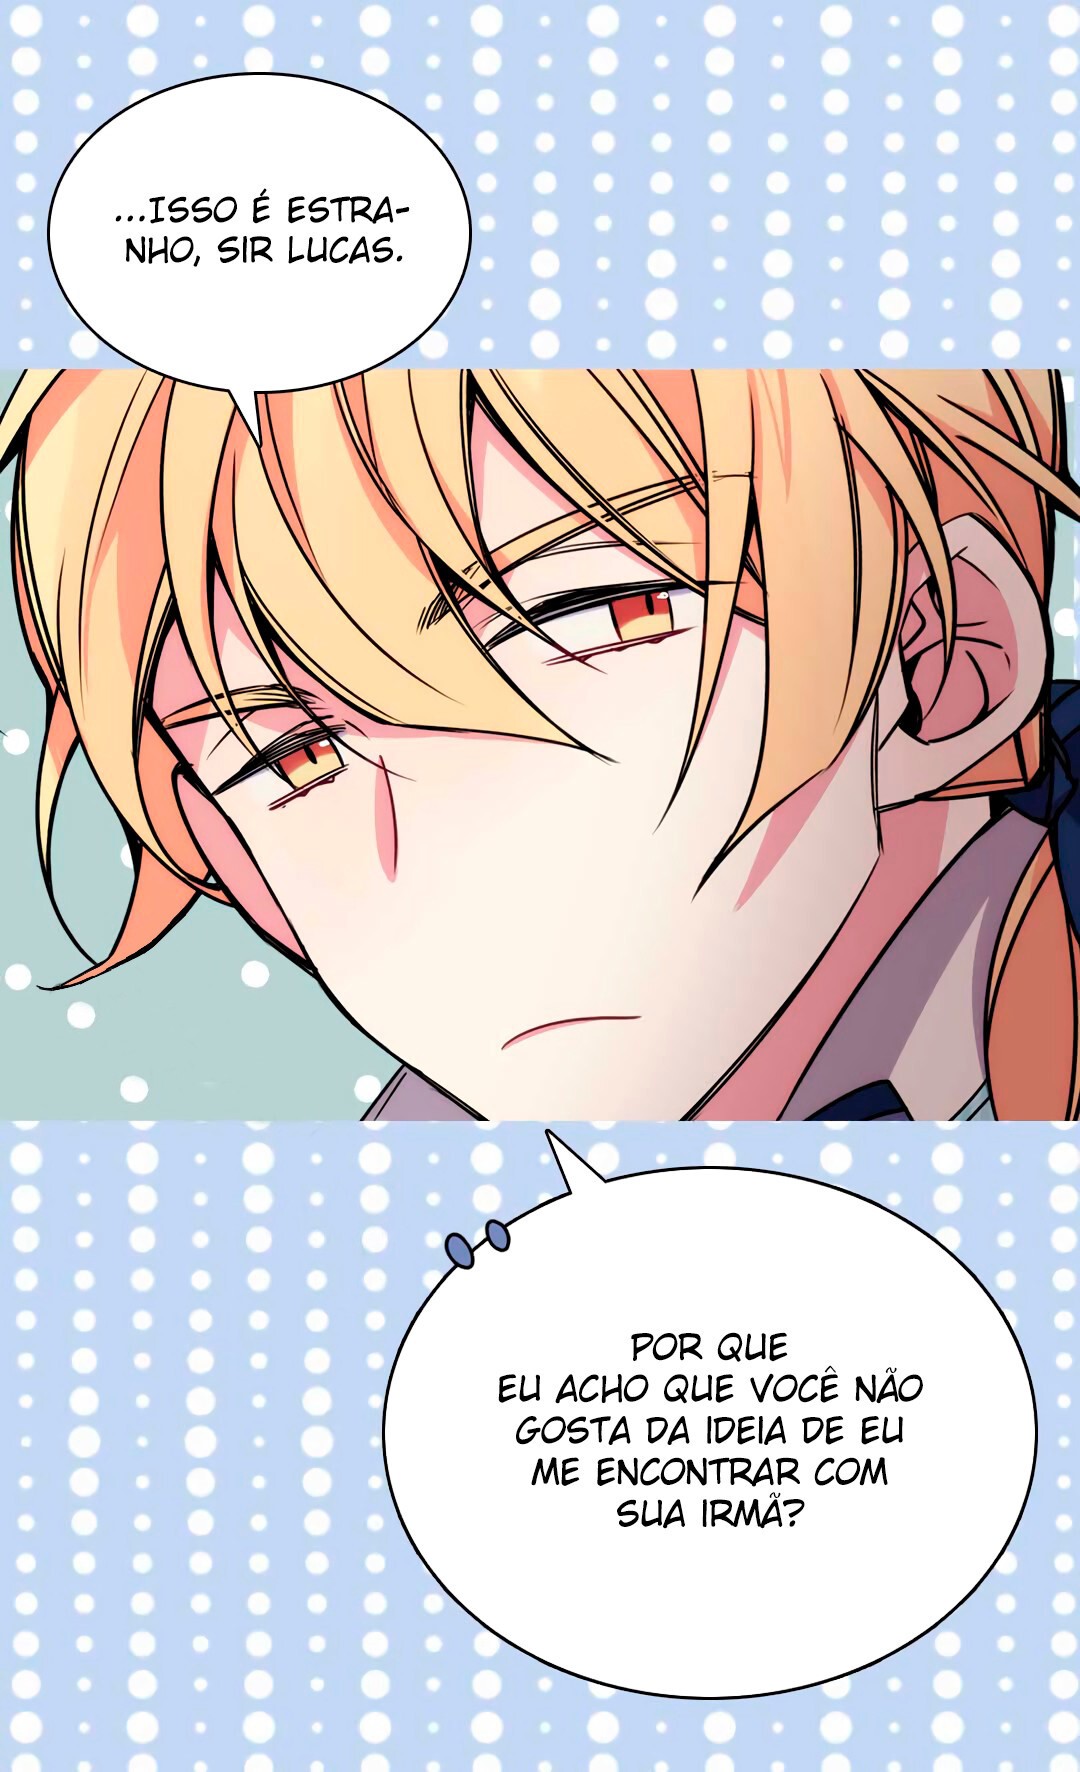 ...ISSO É ESTRA-
NHO, SIR LUCAS.
POR QUE
EU ACHO QUE VOCÊ NÃO
GOSTA DA IDEIA DE EU
ME ENCONTRAR COM
SUA IRMÃ?